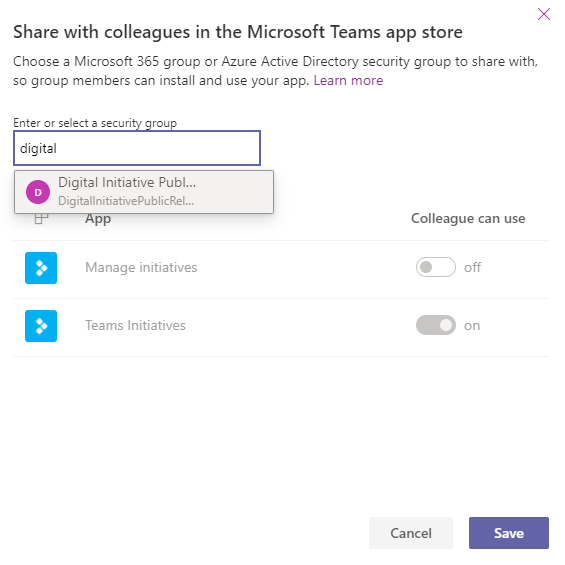 Share with colleagues in the Microsoft Teams app store
Choose a Microsoft 365 group or Azure Active Directory security group to share with,
so group members can install and use your app. Learn more
Enter or select a security group
digital
D
Digital Initiative Publ...
DigitalInitiativePublicRel...
App Colleague can use
Manage initiatives off
Teams Initiatives on
Cancel Save